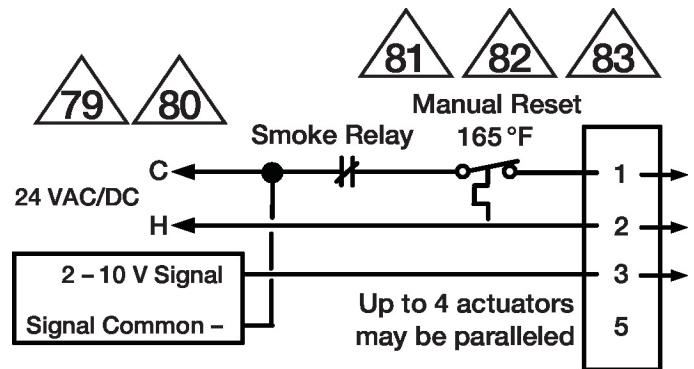 81 82 83
79 80
Manual Reset
Smoke Relay 165 °F
C 1
24 VAC/DC
H 2
2 – 10 V Signal 3
Up to 4 actuators
Signal Common – may be paralleled 5